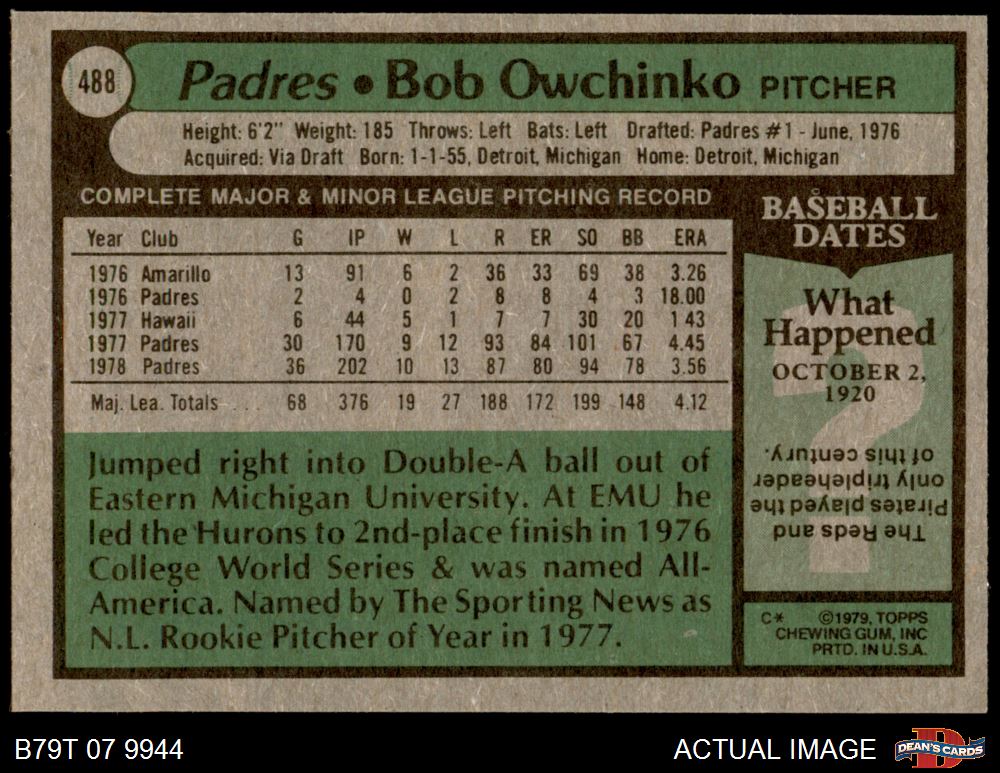 488
Padres • Bob Owchinko PITCHER
Height: 6'2" Weight: 185 Throws: Left Bats: Left Drafted: Padres #1 - June, 1976
Acquired: Via Draft Born: 1-1-55, Detroit, Michigan Home: Detroit, Michigan
COMPLETE MAJOR & MINOR LEAGUE PITCHING RECORD
Year Club G IP W L R ER SO BB ERA
1976 Amarillo 13 91 6 2 36 33 69 38 3.26
1976 Padres 2 4 0 2 8 8 4 3 18.00
1977 Hawaii 6 44 5 1 7 7 30 20 1 43
1977 Padres 30 170 9 12 93 84 101 67 4.45
1978 Padres 36 202 10 13 87 80 94 78 3.56
Maj. Lea. Totals 68 376 19 27 188 172 199 148 4.12
Jumped right into Double-A ball out of
Eastern Michigan University. At EMU he
led the Hurons to 2nd-place finish in 1976
College World Series & was named All-
America. Named by The Sporting News as
N.L. Rookie Pitcher of Year in 1977.
BASEBALL
DATES
What
Happened
OCTOBER 2,
1920
?
The Reds and
Pirates played the
only tripleheader
of this century.
C* ©1979, TOPPS
CHEWING GUM, INC
PRTD. IN U.S.A.
B79T 07 9944
ACTUAL IMAGE
D
DEAN'S CARDS